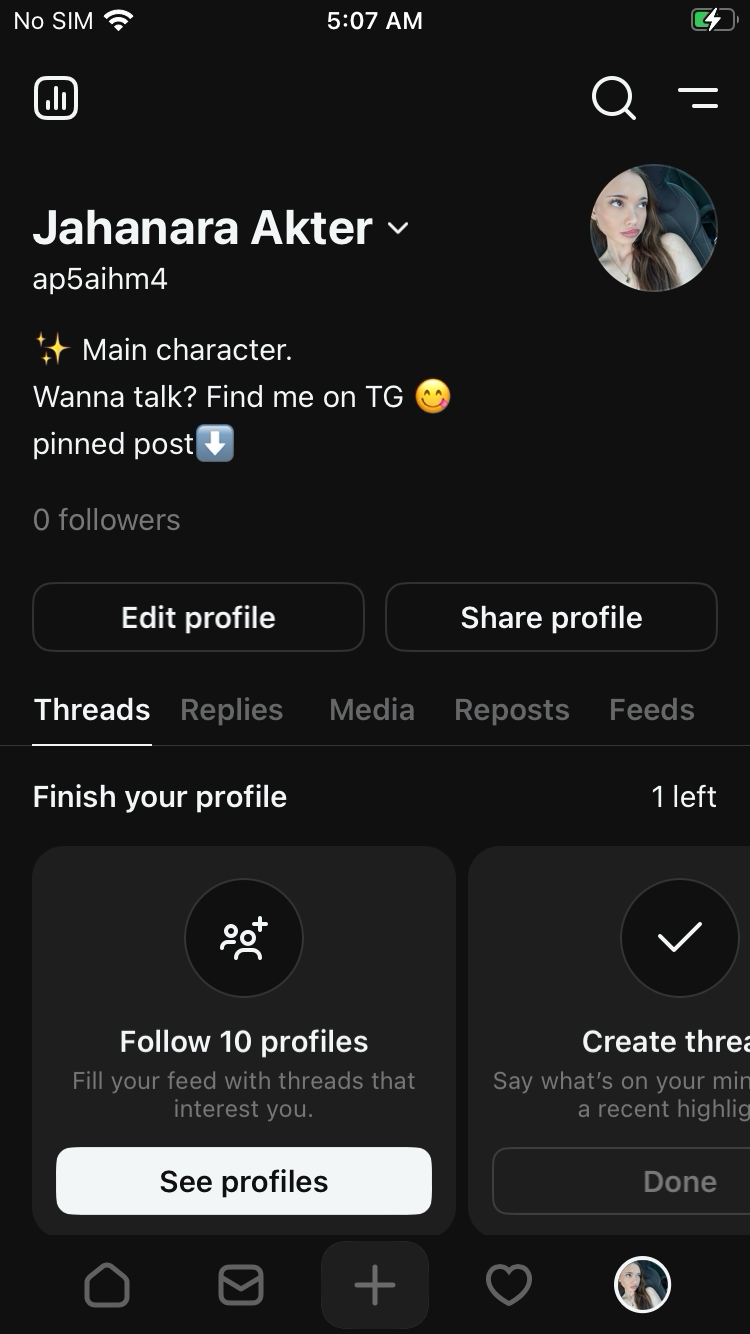 No SIM 5:07 AM
Jahanara Akter
ap5aihm4
✨ Main character.
Wanna talk? Find me on TG 😋
pinned post⬇️
0 followers
Edit profile Share profile
Threads Replies Media Reposts Feeds
Finish your profile 1 left
Follow 10 profiles
Fill your feed with threads that
interest you.
See profiles
Create threa
Say what’s on your min
a recent highlig
Done